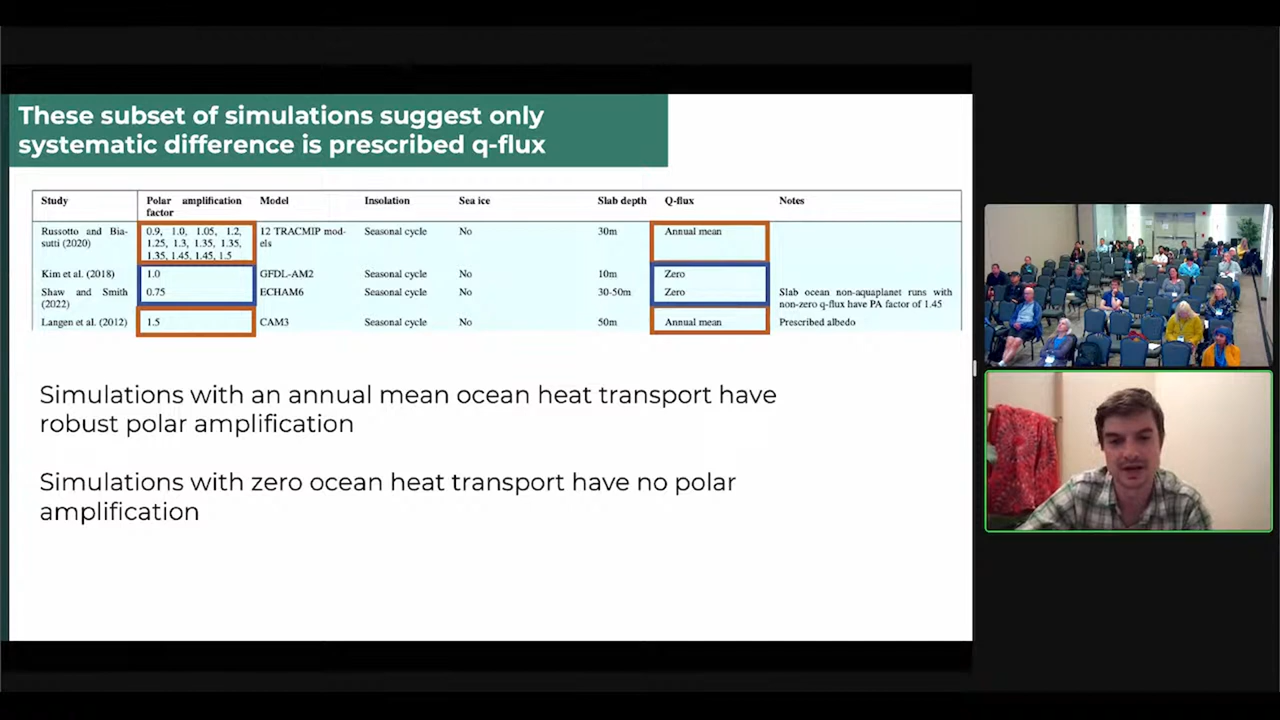 These subset of simulations suggest only
systematic difference is prescribed q-flux
Study Polar amplification factor Model Insolation Sea ice Slab depth Q-flux Notes
Russotto and Bia-
sutti (2020)
0.9, 1.0, 1.05, 1.2,
1.25, 1.3, 1.35, 1.35,
1.35, 1.45, 1.45, 1.5
12 TRACMIP mod-
els
Seasonal cycle No 30m Annual mean
Kim et al. (2018) 1.0 GFDL-AM2 Seasonal cycle No 10m Zero
Shaw and Smith
(2022)
0.75 ECHAM6 Seasonal cycle No 30-50m Zero
Slab ocean non-aquaplanet runs with
non-zero q-flux have PA factor of 1.45
Langen et al. (2012) 1.5 CAM3 Seasonal cycle No 50m Annual mean Prescribed albedo
Simulations with an annual mean ocean heat transport have
robust polar amplification
Simulations with zero ocean heat transport have no polar
amplification